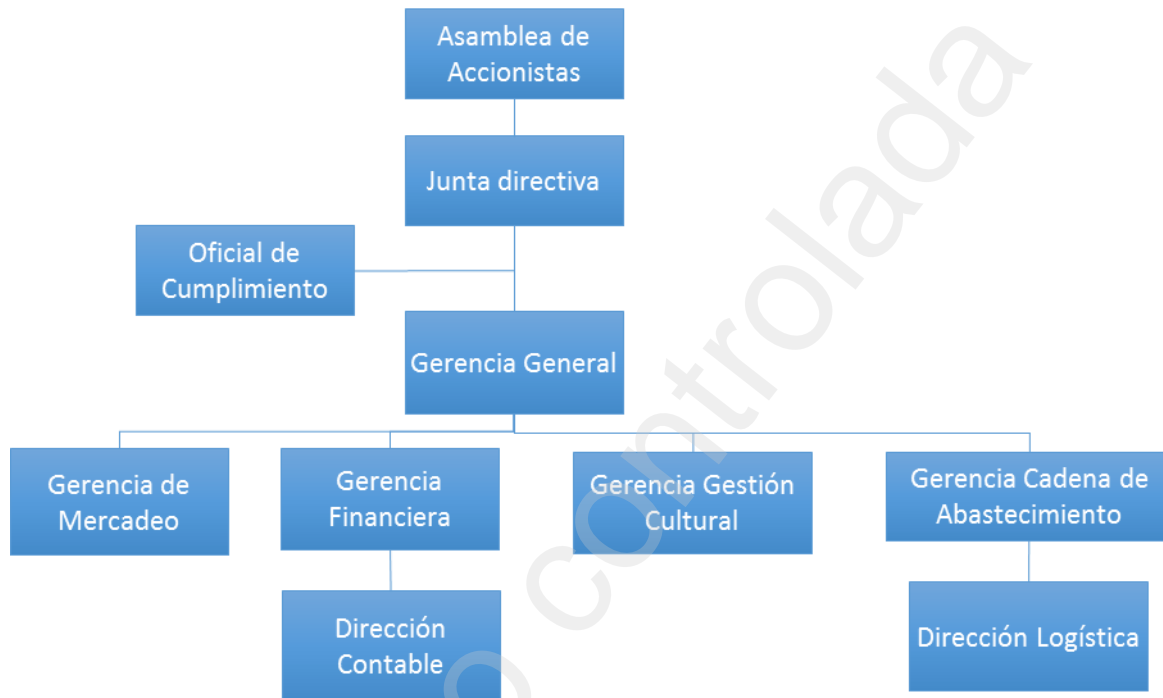 Asamblea de
Accionistas
Junta directiva
Oficial de
Cumplimiento
Gerencia General
Gerencia de
Mercadeo
Gerencia
Financiera
Gerencia Gestión
Cultural
Gerencia Cadena de
Abastecimiento
Dirección
Contable
Dirección Logística
o controlada